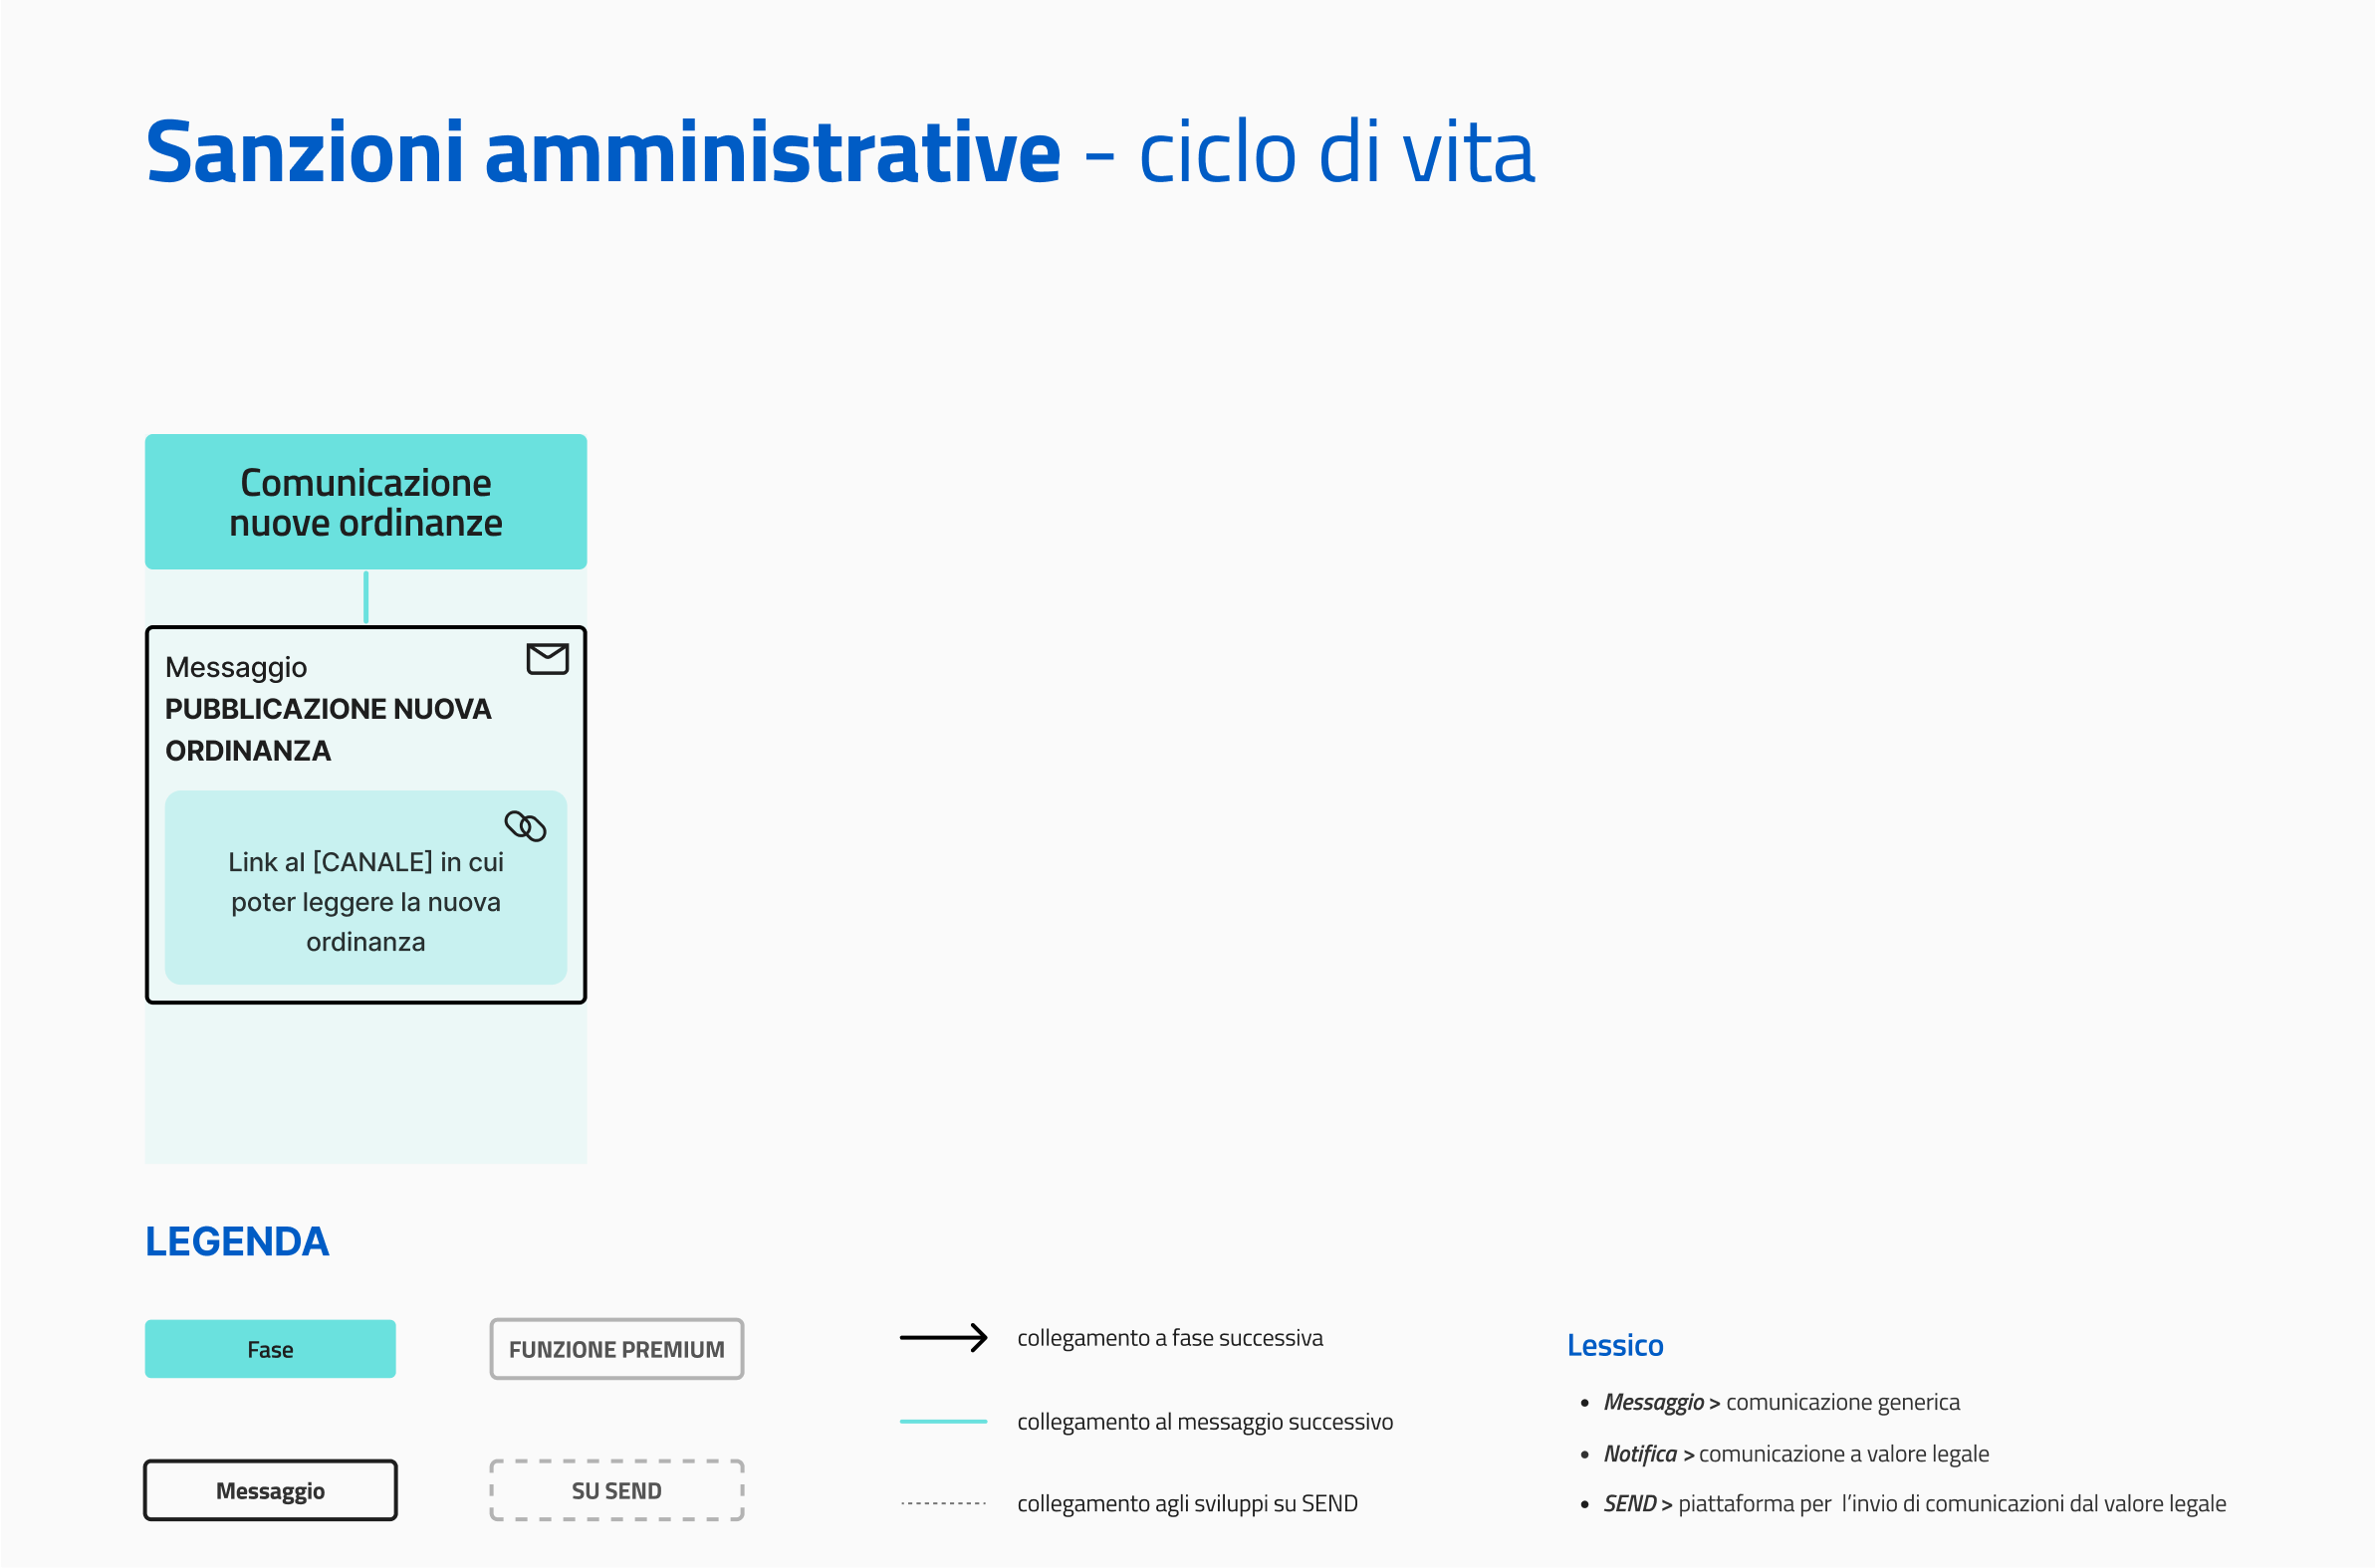 Sanzioni amministrative - ciclo di vita
Comunicazione
nuove ordinanze
Messaggio
PUBBLICAZIONE NUOVA
ORDINANZA
Link al [CANALE] in cui
poter leggere la nuova
ordinanza
LEGENDA
Fase
FUNZIONE PREMIUM
Messaggio
SU SEND
collegamento a fase successiva
collegamento al messaggio successivo
collegamento agli sviluppi su SEND
Lessico
• Messaggio > comunicazione generica
• Notifica > comunicazione a valore legale
• SEND > piattaforma per l’invio di comunicazioni dal valore legale